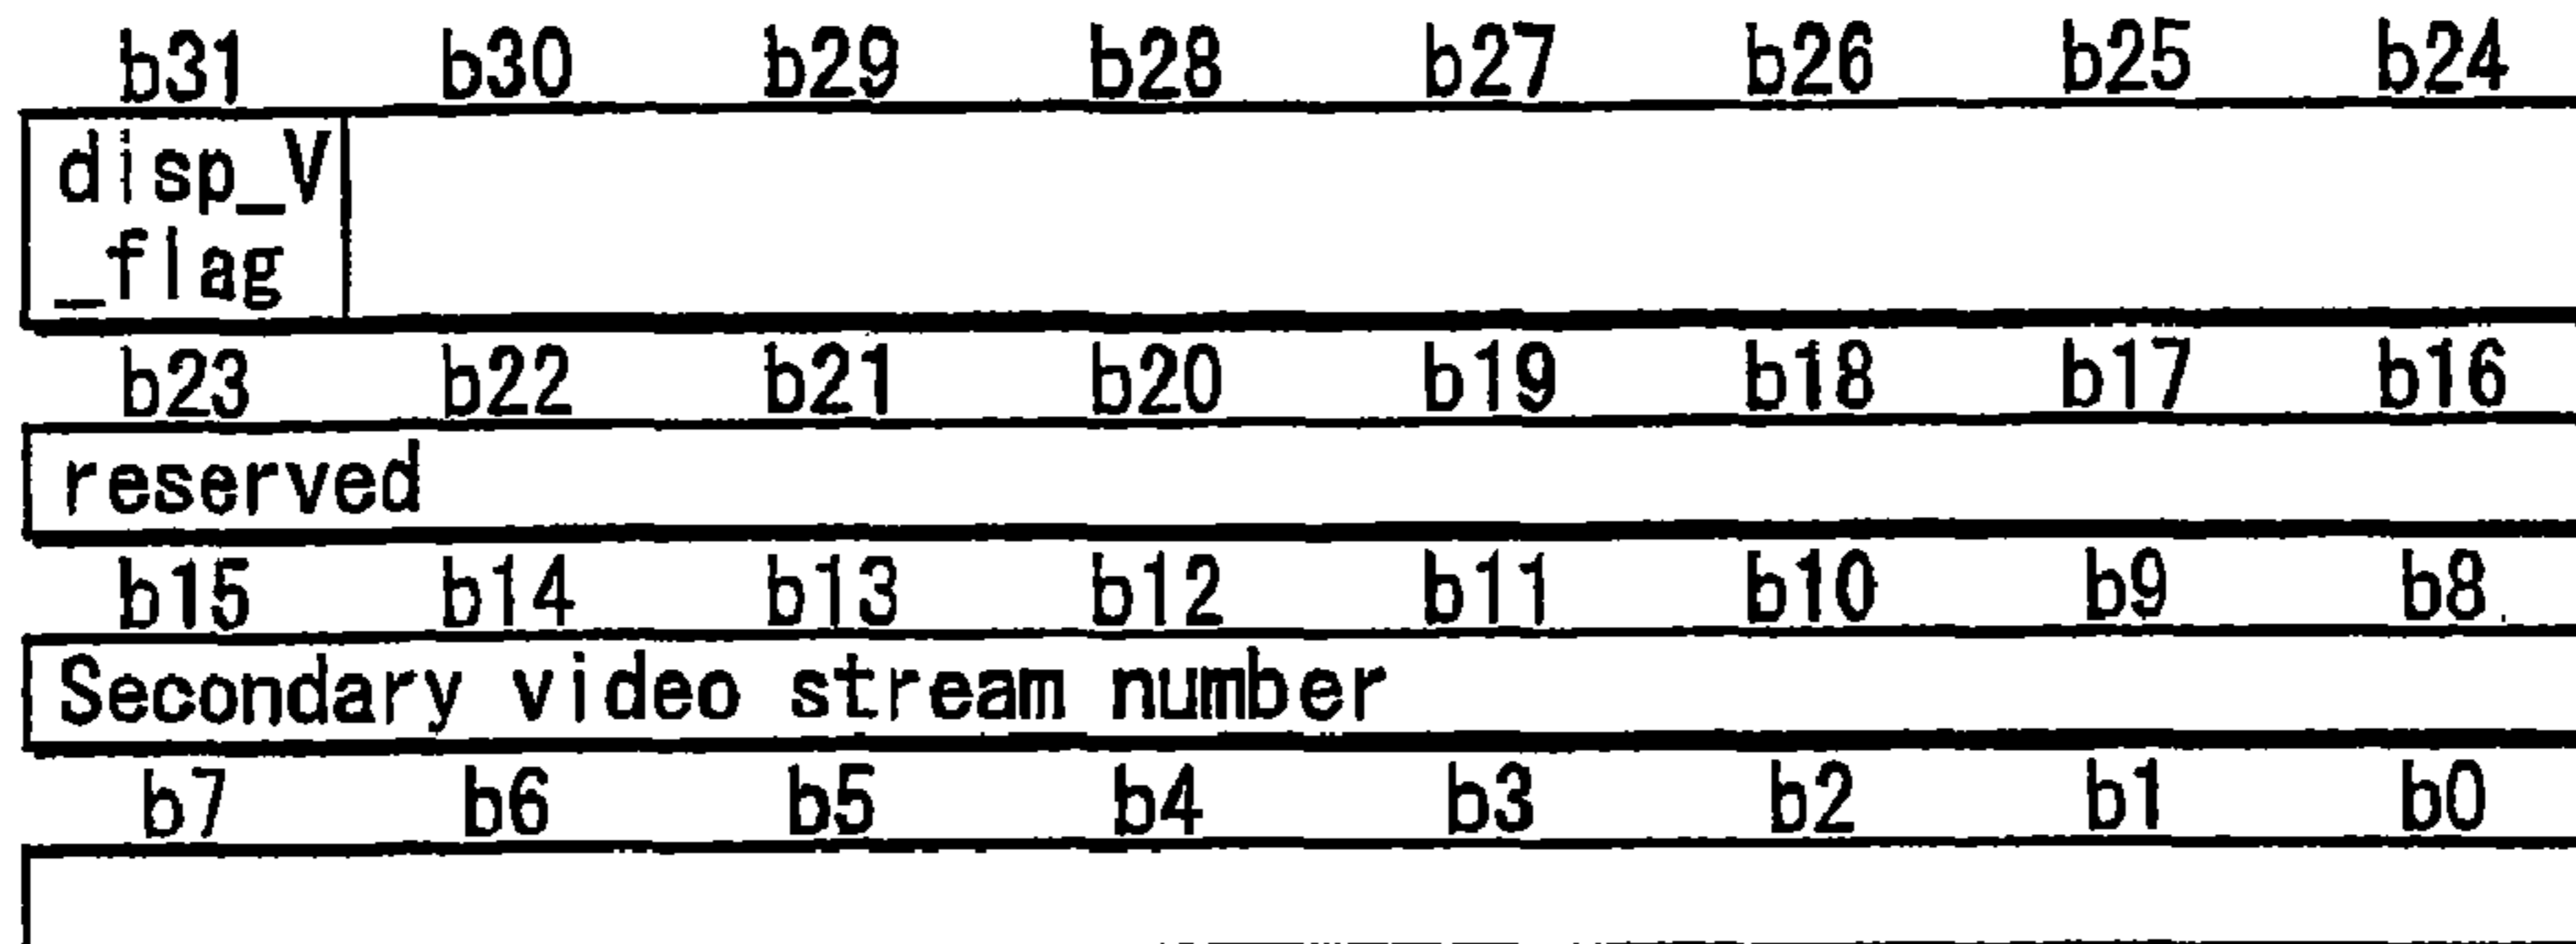 b31 b30 b29 b28 b27 b26 b25 b24
disp_V
_flag
b23 b22 b21 b20 b19 b18 b17 b16
reserved
b15 b14 b13 b12 b11 b10 b9 b8
Secondary video stream number
b7 b6 b5 b4 b3 b2 b1 b0